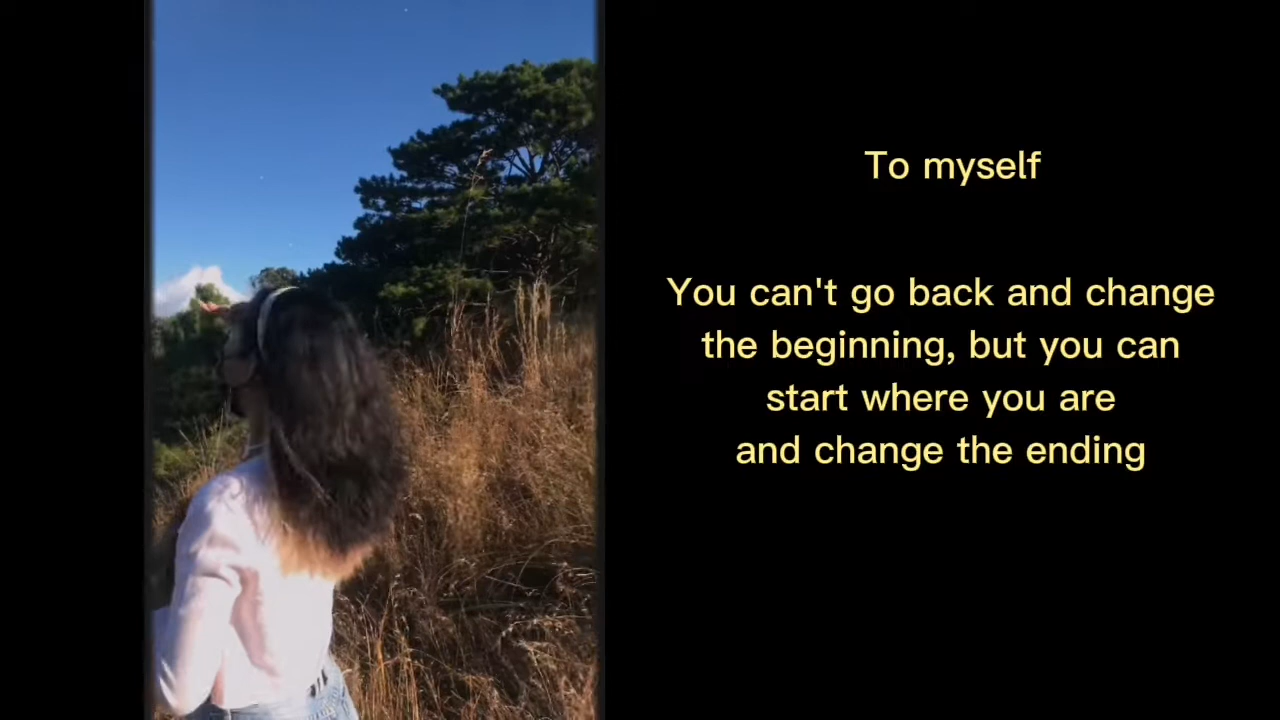 To myself
You can't go back and change
the beginning, but you can
start where you are
and change the ending